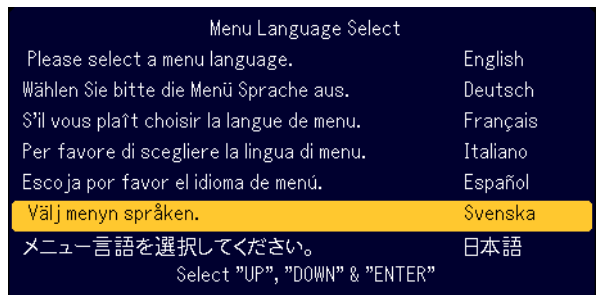 Menu Language Select
Please select a menu language. English
Wählen Sie bitte die Menü Sprache aus. Deutsch
S'il vous plaît choisir la langue de menu. Français
Per favore di scegliere la lingua di menu. Italiano
Escoja por favor el idioma de menú. Español
Välj menyn språken. Svenska
メニュー言語を選択してください。 日本語
Select "UP", "DOWN" & "ENTER"